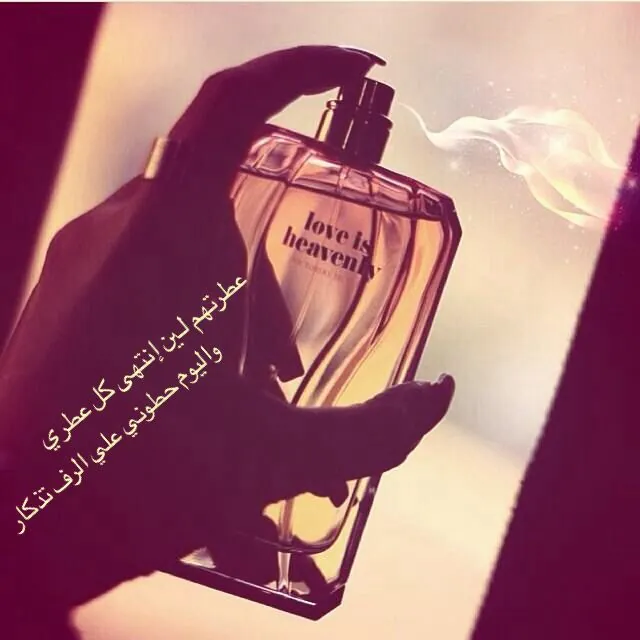 love is
heavenly
عطرتهم لين إنتهى كل عطري
واليوم حطوني علي الرف تذكار